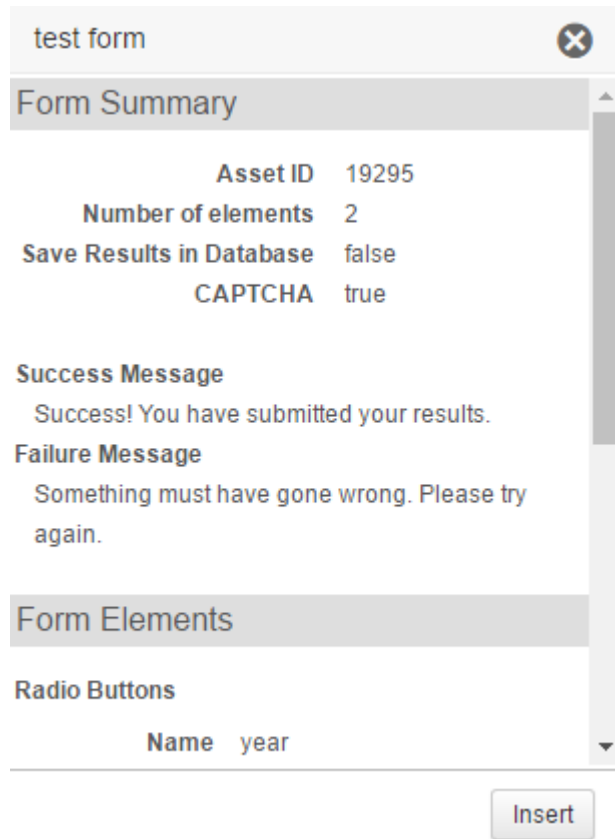 test form
Form Summary
Asset ID 19295
Number of elements 2
Save Results in Database false
CAPTCHA true
Success Message
Success! You have submitted your results.
Failure Message
Something must have gone wrong. Please try
again.
Form Elements
Radio Buttons
Name year
Insert